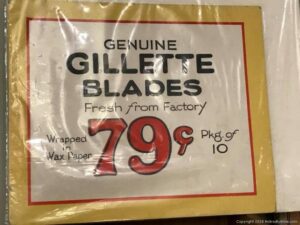 GENUINE
GILLETTE
BLADES
Fresh from Factory
Wrapped
in
Wax Paper
79¢
Pkg of
10